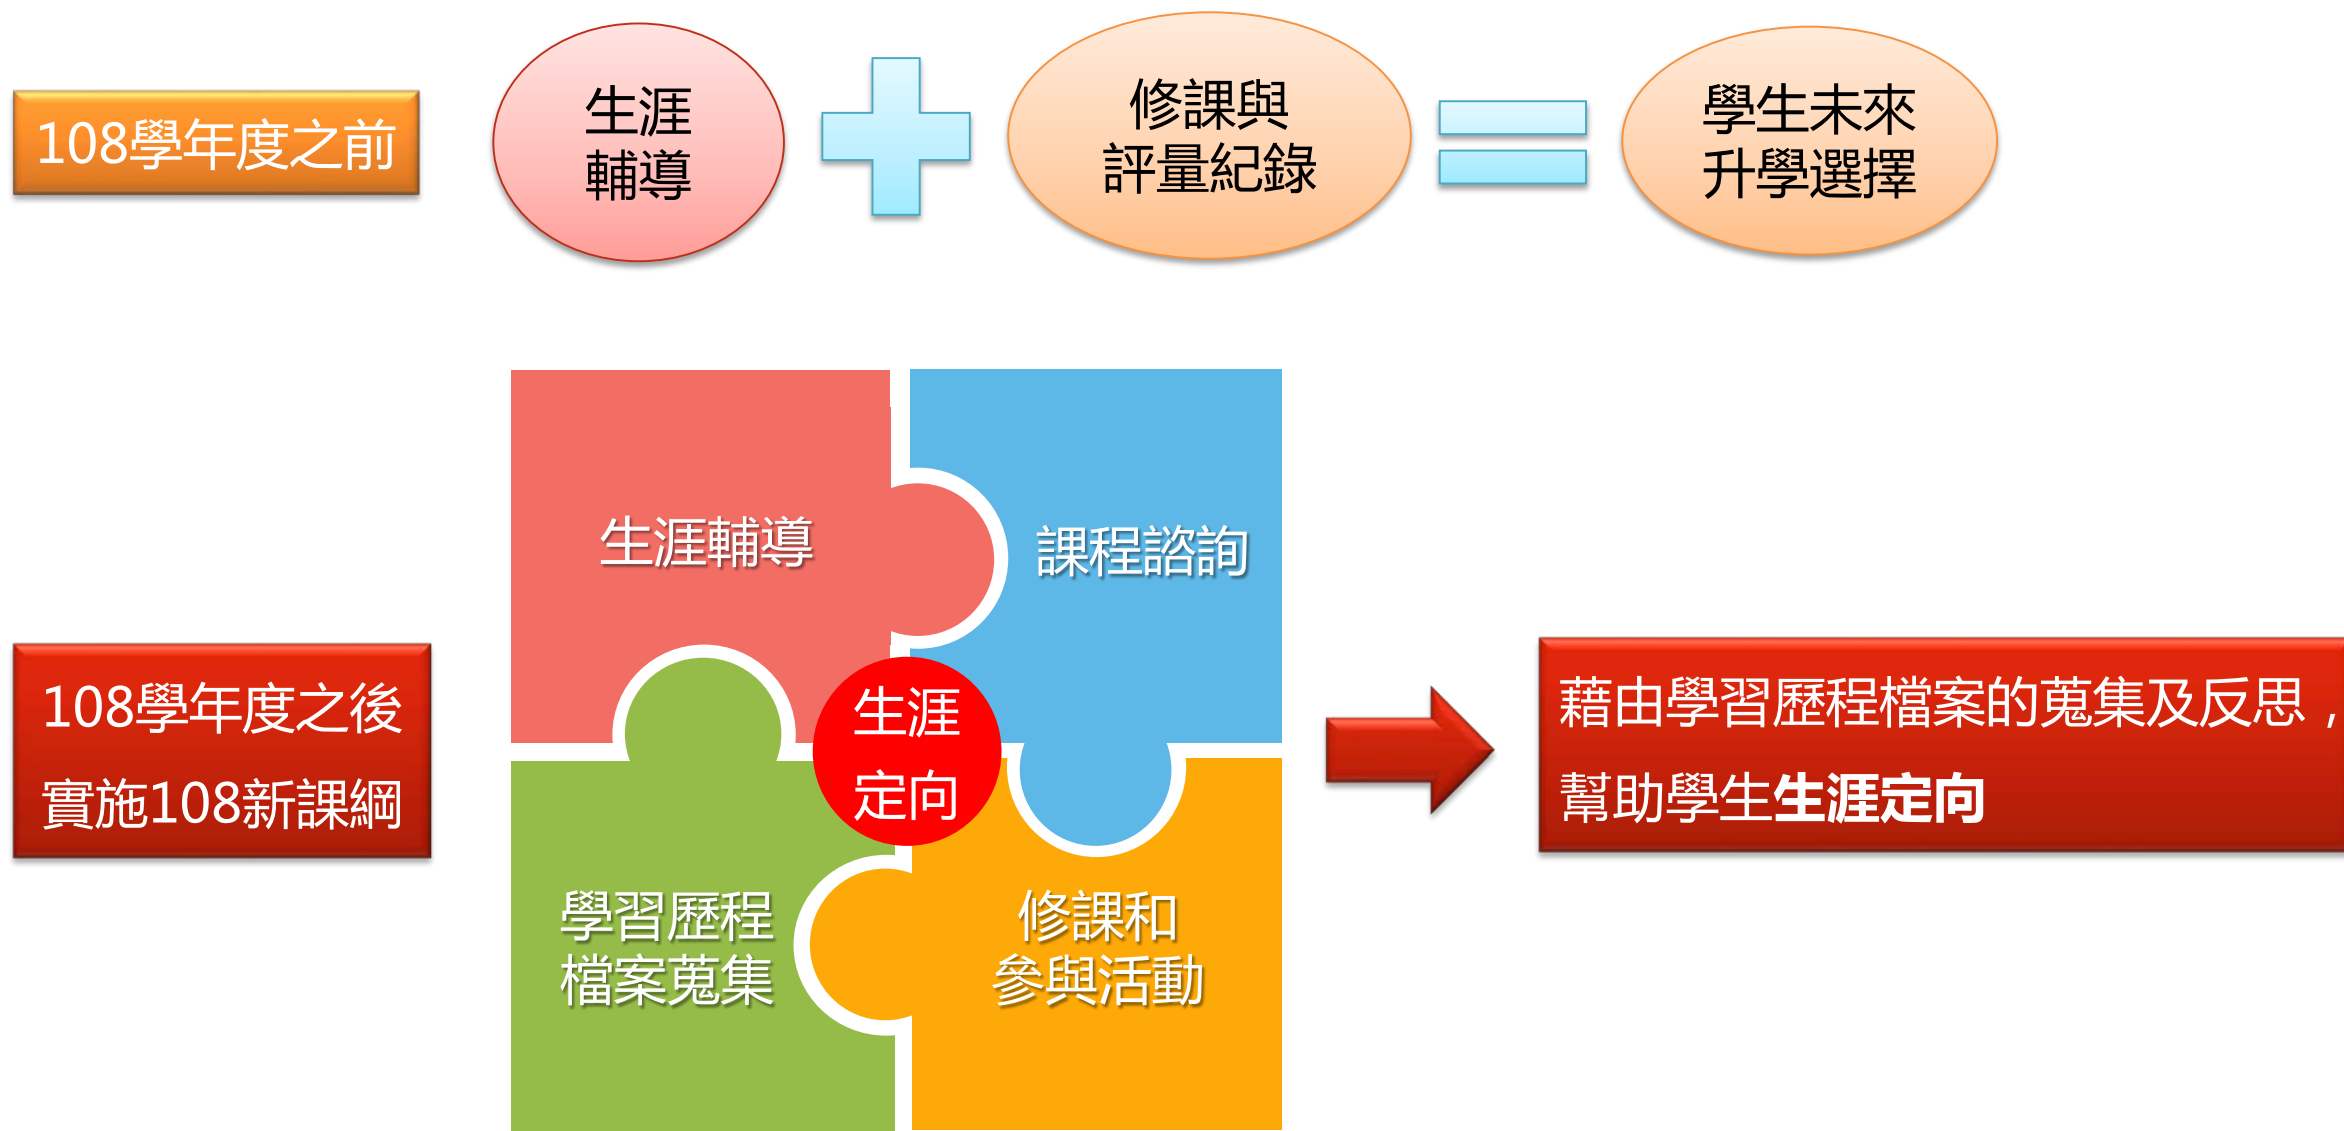 108學年度之前
生涯
輔導
修課與
評量紀錄
學生未來
升學選擇
生涯輔導
課程諮詢
108學年度之後
實施108新課綱
生涯
定向
學習歷程
檔案蒐集
修課和
參與活動
藉由學習歷程檔案的蒐集及反思，
幫助學生生涯定向